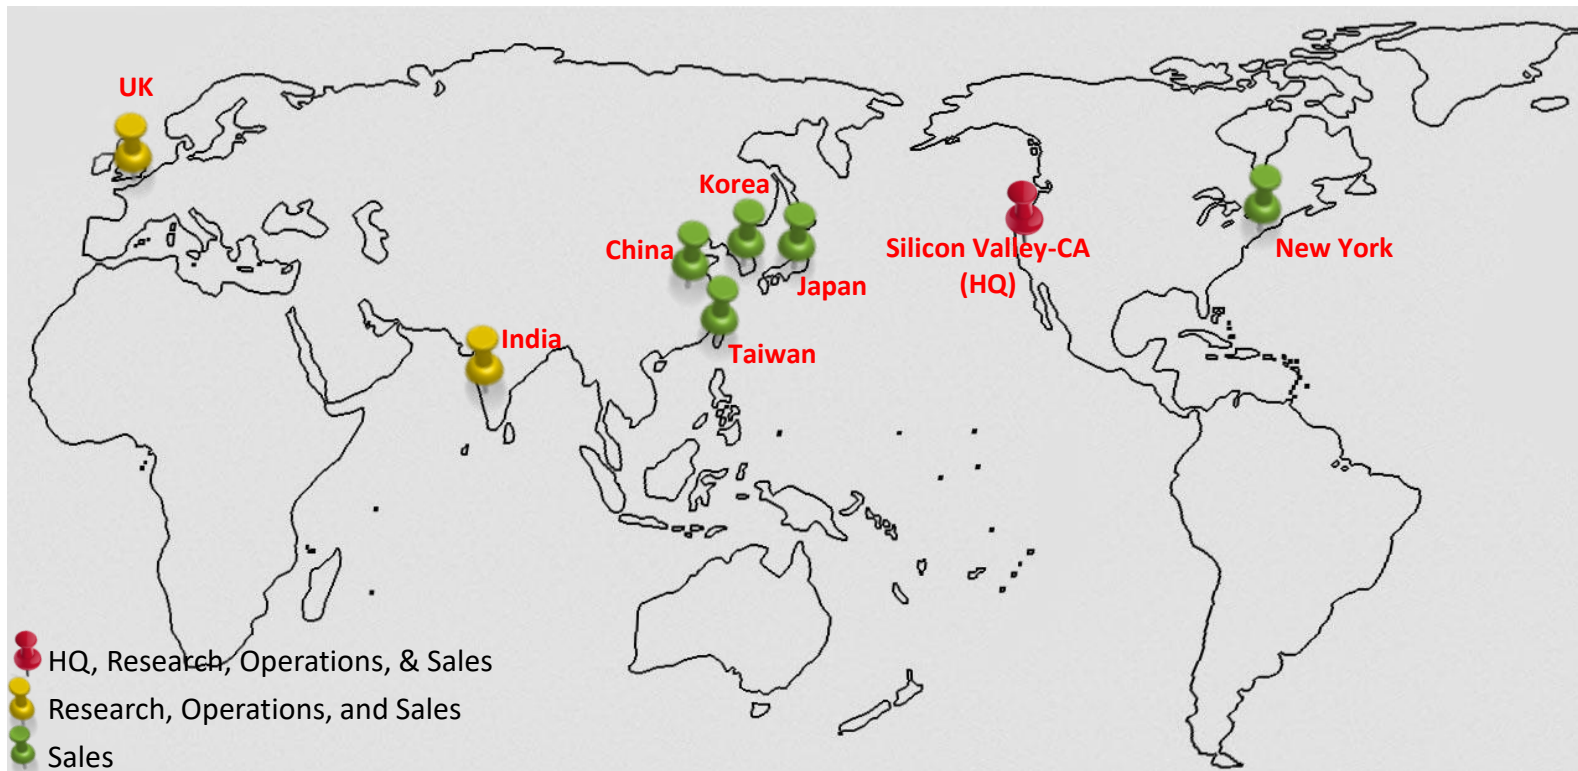 UK
Korea
China
Japan
Taiwan
India
Silicon Valley-CA
(HQ)
New York
HQ, Research, Operations, & Sales
Research, Operations, and Sales
Sales